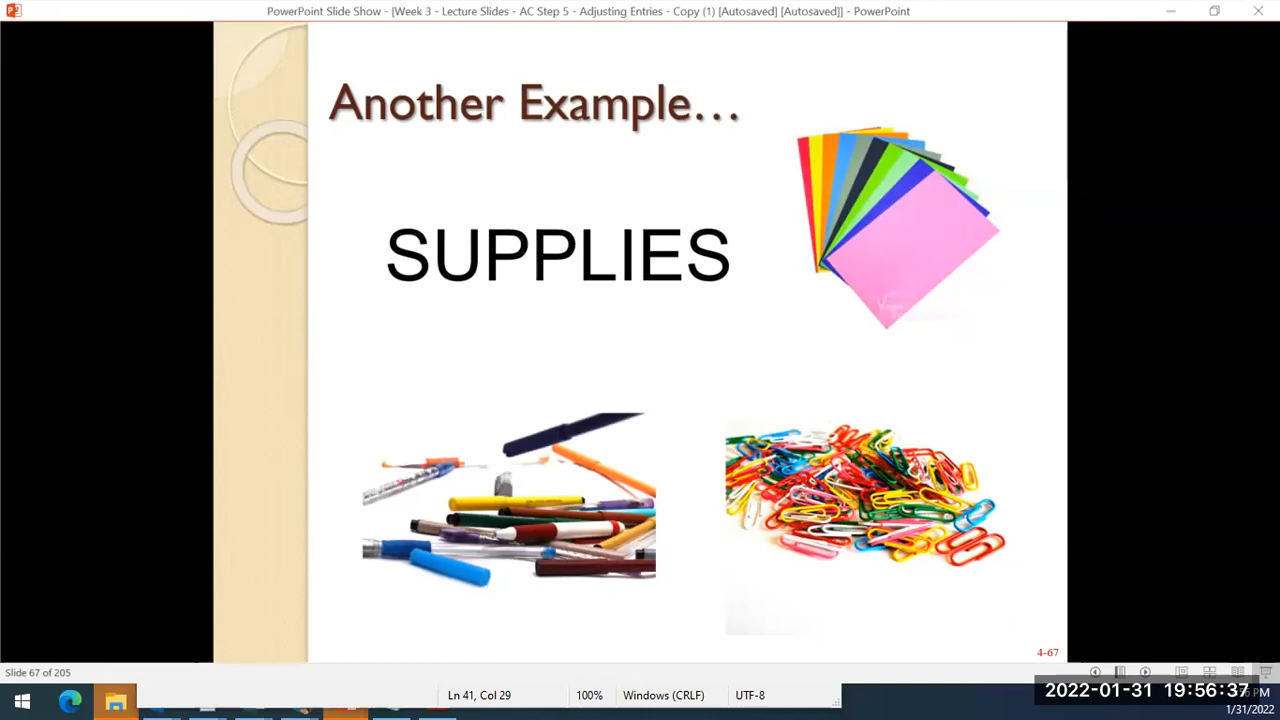 PowerPoint Slide Show - [Week 3 - Lecture Slides - AC Step 5 - Adjusting Entries - Copy (1) [Autosaved] [Autosaved]] - PowerPoint
Another Example…
SUPPLIES
4-67
Slide 67 of 205
Ln 41, Col 29
100%
Windows (CRLF)
UTF-8
2022-01-31 19:56:37
PM
1/31/2022